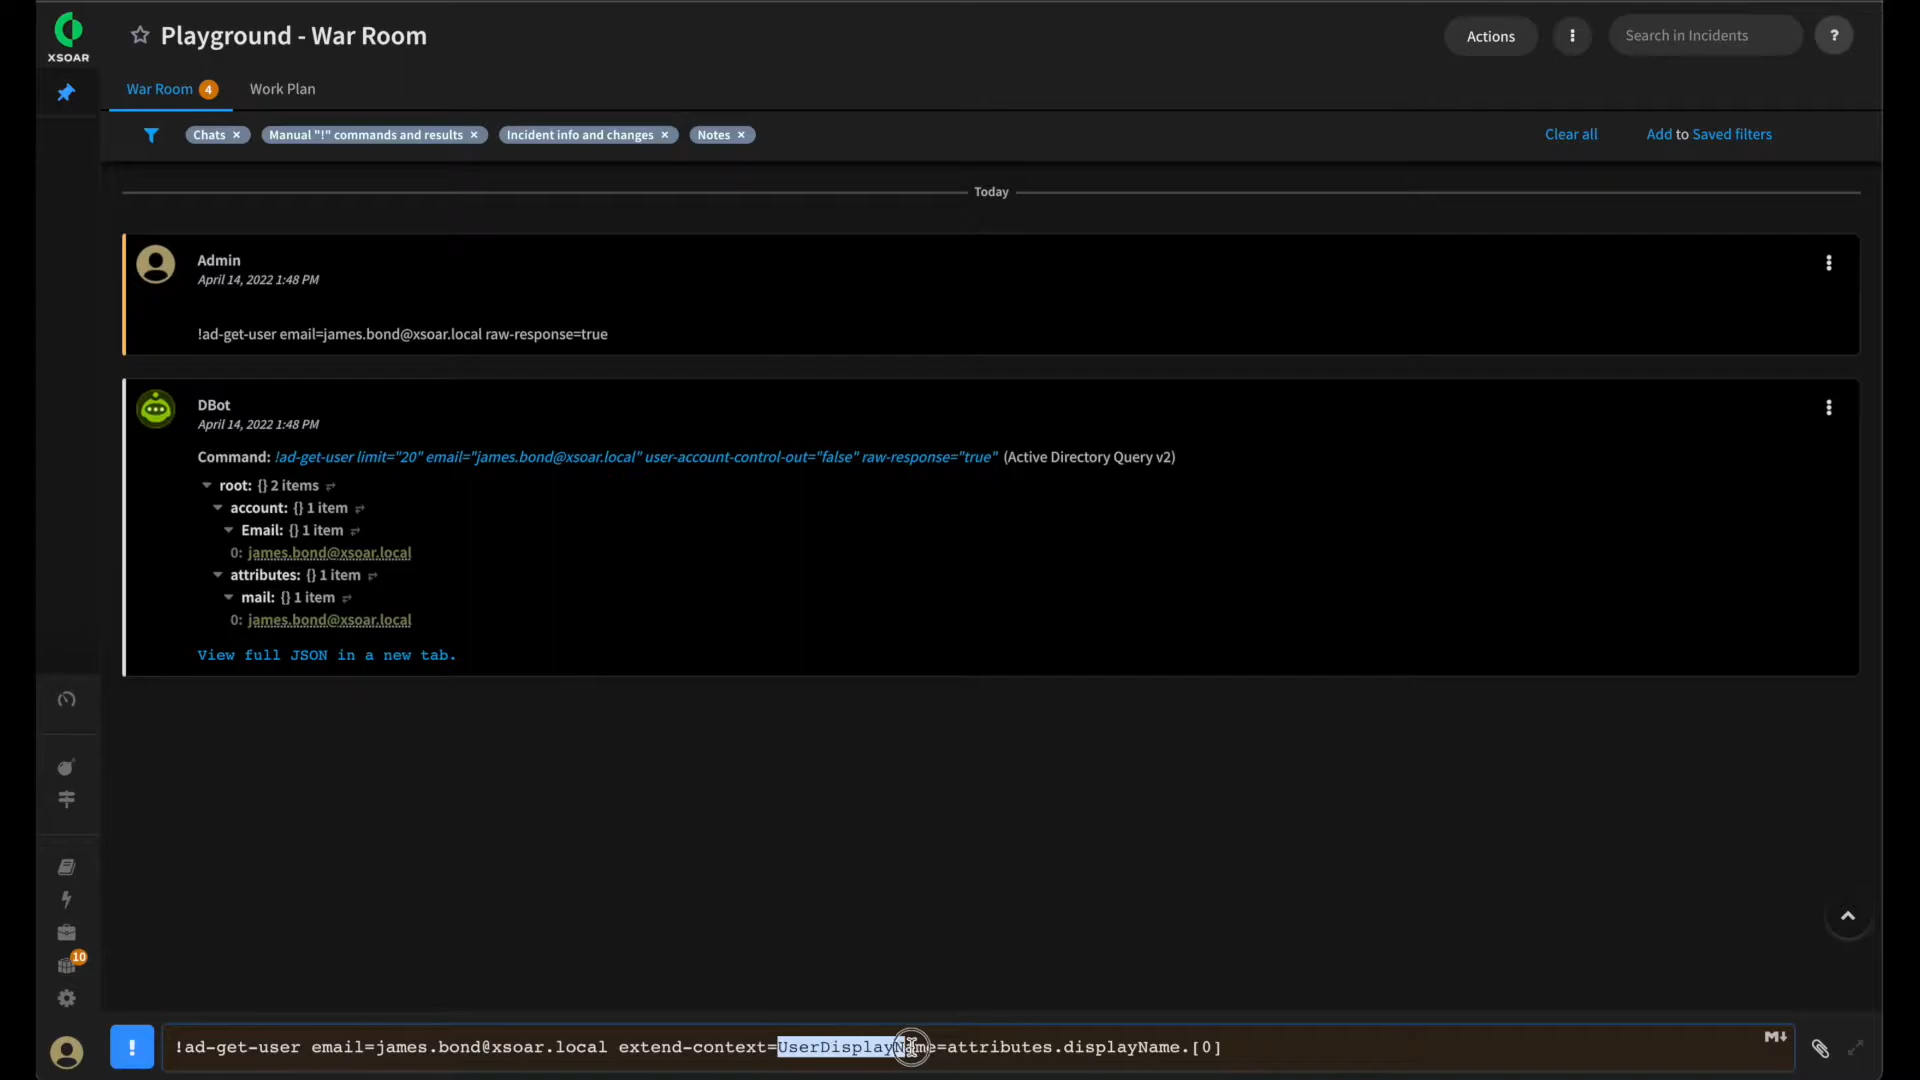 XSOAR
Playground - War Room
Actions
Search in Incidents
?
War Room 4
Work Plan
Chats ×
Manual "!" commands and results ×
Incident info and changes ×
Notes ×
Clear all
Add to Saved filters
Today
Admin
April 14, 2022 1:48 PM
!ad-get-user email=james.bond@xsoar.local raw-response=true
DBot
April 14, 2022 1:48 PM
Command: !ad-get-user limit="20" email="james.bond@xsoar.local" user-account-control-out="false" raw-response="true" (Active Directory Query v2)
root: {} 2 items
account: {} 1 item
Email: {} 1 item
0: james.bond@xsoar.local
attributes: {} 1 item
mail: {} 1 item
0: james.bond@xsoar.local
View full JSON in a new tab.
10
!
!ad-get-user email=james.bond@xsoar.local extend-context=UserDisplayName=attributes.displayName.[0]
M↓